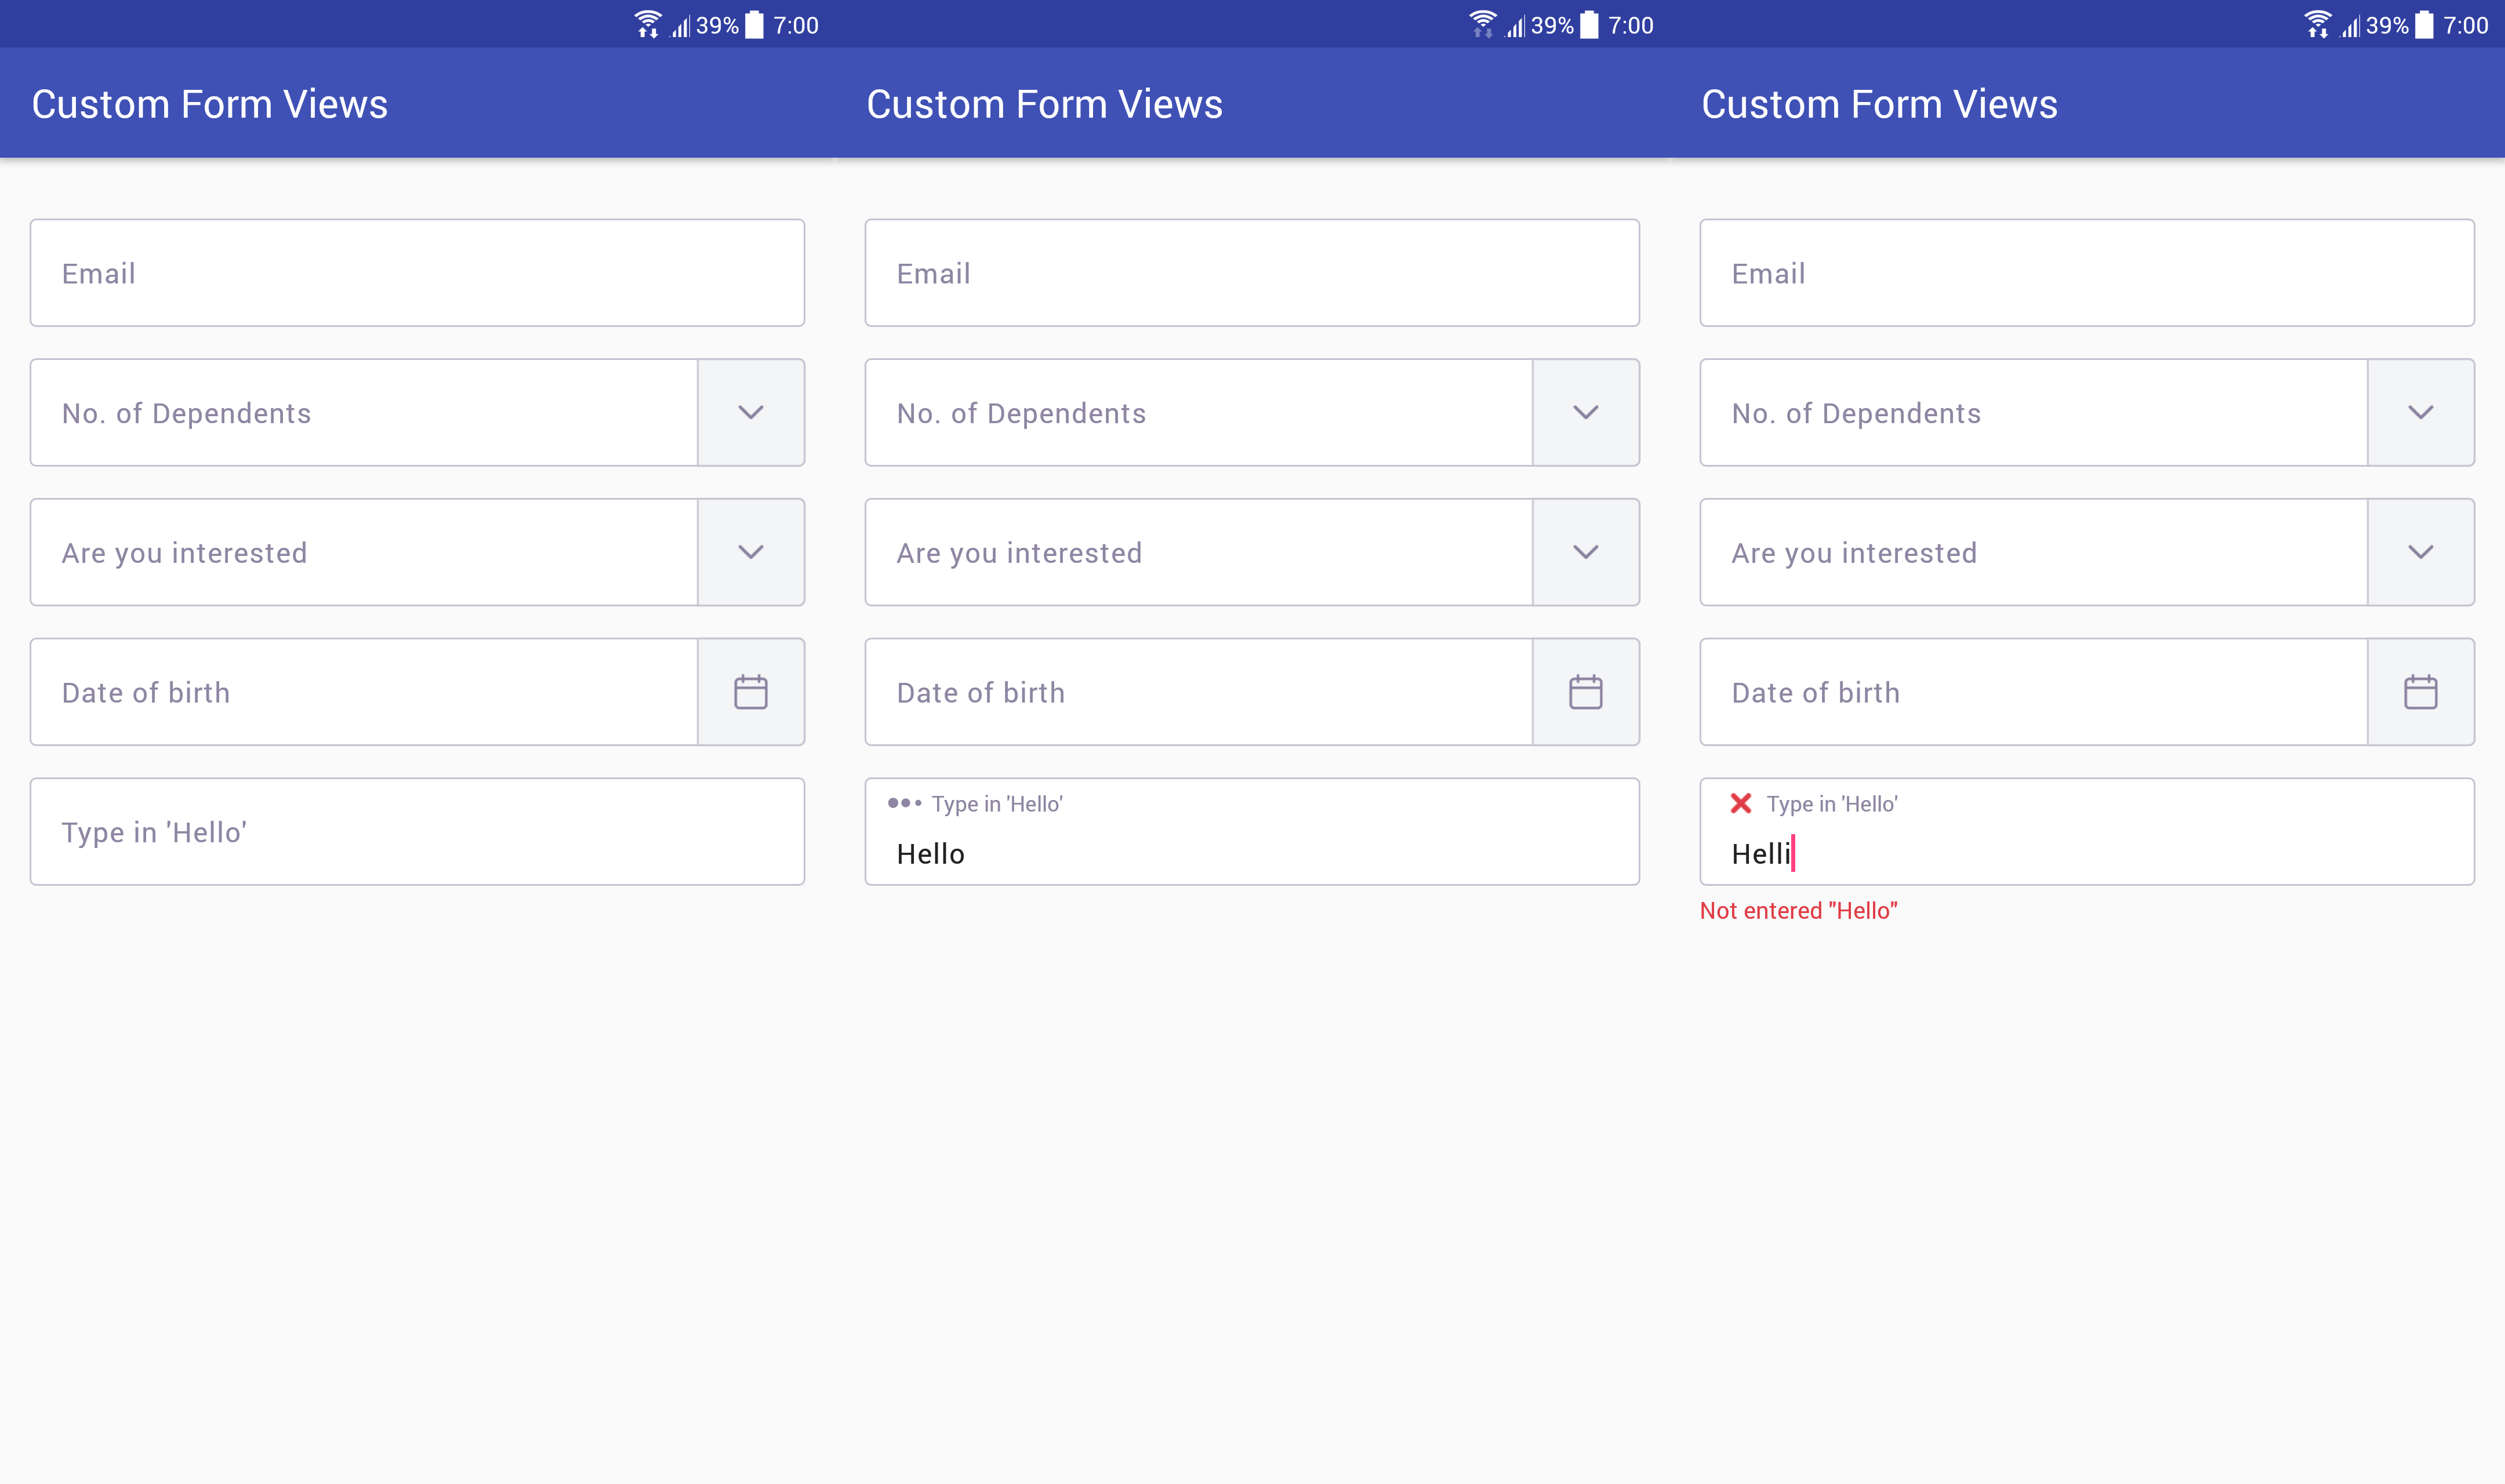 39% 7:00
Custom Form Views
Email
No. of Dependents
Are you interested
Date of birth
Type in 'Hello'
39% 7:00
Custom Form Views
Email
No. of Dependents
Are you interested
Date of birth
Type in 'Hello'
Hello
39% 7:00
Custom Form Views
Email
No. of Dependents
Are you interested
Date of birth
Type in 'Hello'
Helli
Not entered "Hello"